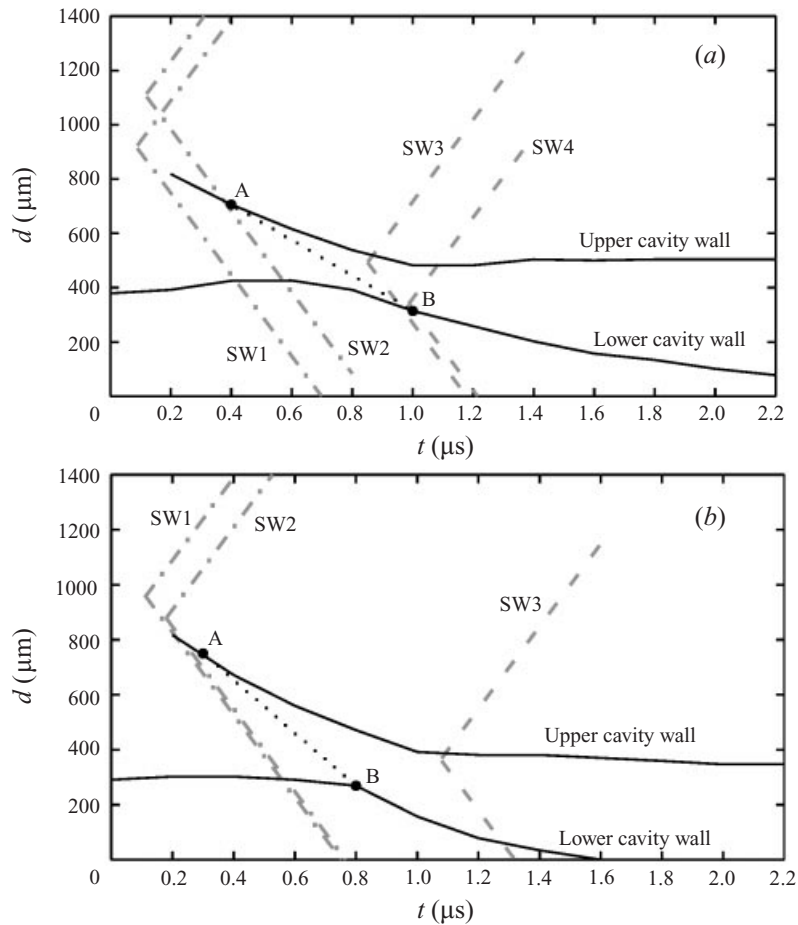 1400
(a)
1200
1000
SW3
SW4
800
A
d (μm)
600
Upper cavity wall
400
B
SW1
SW2
Lower cavity wall
200
0
0.2 0.4 0.6 0.8 1.0 1.2 1.4 1.6 1.8 2.0 2.2
t (μs)
1400
SW1
SW2
(b)
1200
1000
SW3
800
A
d (μm)
600
Upper cavity wall
400
B
200
Lower cavity wall
0
0.2 0.4 0.6 0.8 1.0 1.2 1.4 1.6 1.8 2.0 2.2
t (μs)